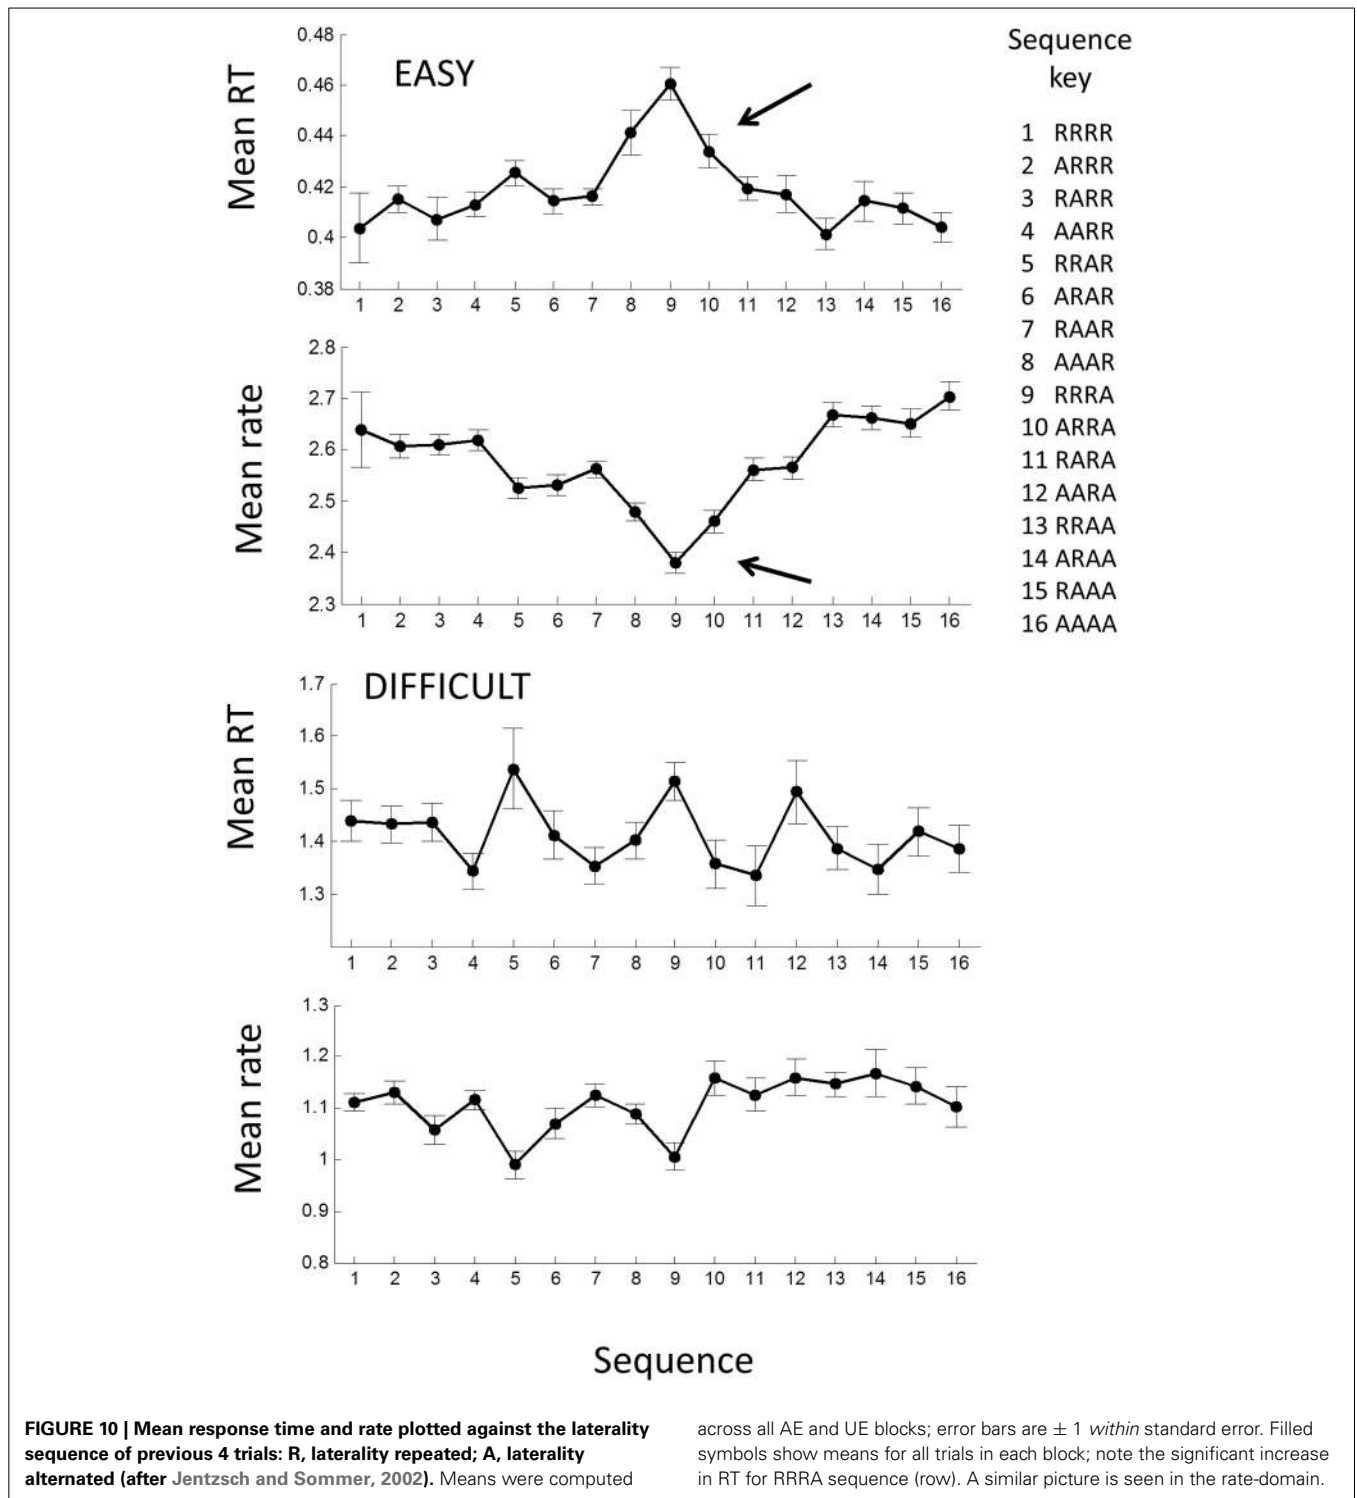 EASY
Mean RT
0.48
0.46
0.44
0.42
0.4
0.38
1 2 3 4 5 6 7 8 9 10 11 12 13 14 15 16
Mean rate
2.8
2.7
2.6
2.5
2.4
2.3
1 2 3 4 5 6 7 8 9 10 11 12 13 14 15 16
Sequence
key
1 RRRR
2 ARRR
3 RARR
4 AARR
5 RRAR
6 ARAR
7 RAAR
8 AAAR
9 RRRA
10 ARRA
11 RARA
12 AARA
13 RRAA
14 ARAA
15 RAAA
16 AAAA
DIFFICULT
Mean RT
1.7
1.6
1.5
1.4
1.3
1 2 3 4 5 6 7 8 9 10 11 12 13 14 15 16
Mean rate
1.3
1.2
1.1
1
0.9
0.8
1 2 3 4 5 6 7 8 9 10 11 12 13 14 15 16
Sequence
FIGURE 10 | Mean response time and rate plotted against the laterality
sequence of previous 4 trials: R, laterality repeated; A, laterality
alternated (after Jentzsch and Sommer, 2002). Means were computed
across all AE and UE blocks; error bars are ± 1 within standard error. Filled
symbols show means for all trials in each block; note the significant increase
in RT for RRRA sequence (row). A similar picture is seen in the rate-domain.